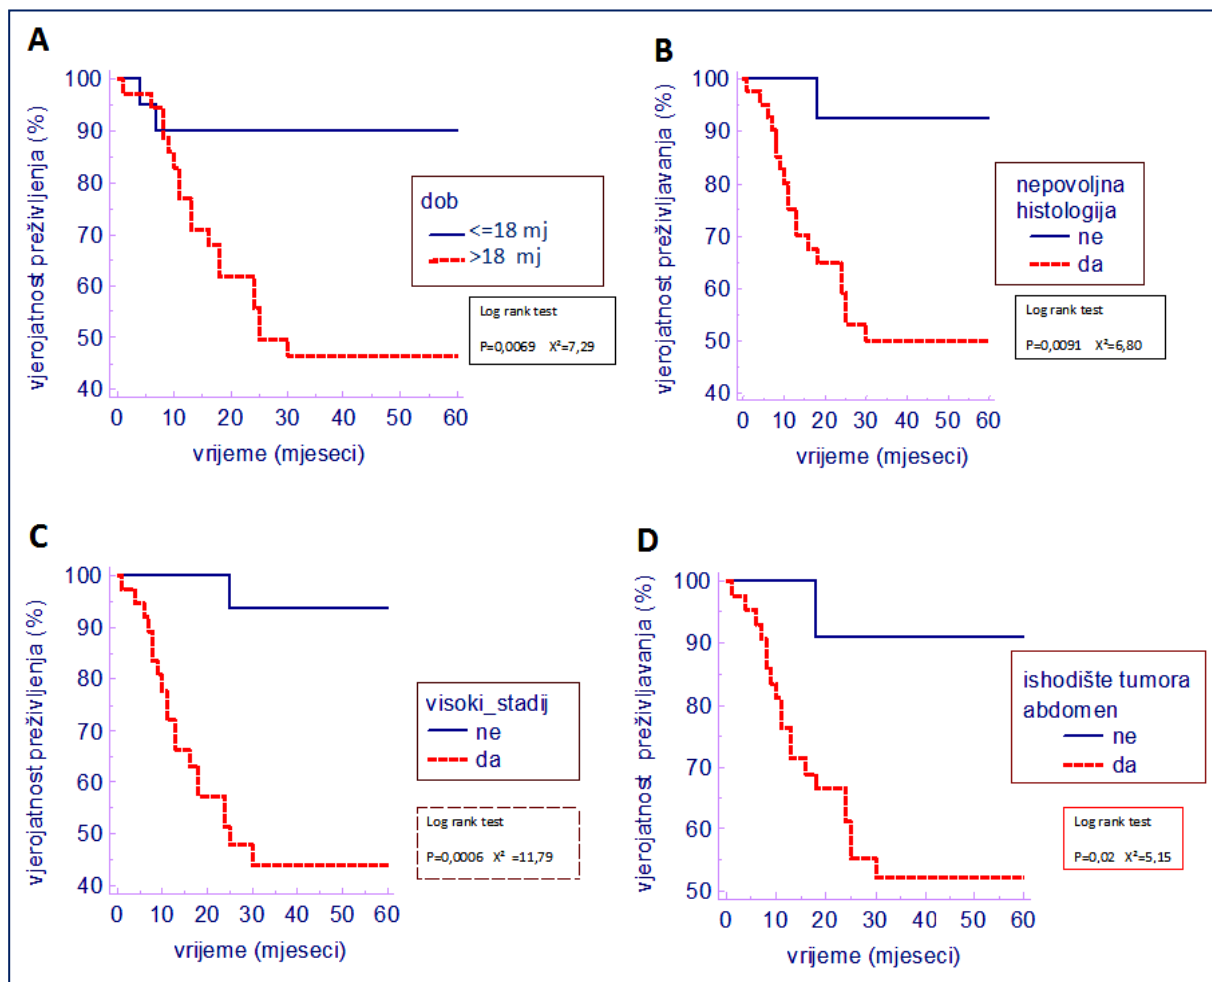 A
vjerojatnost preživljenja (%)
100
90
80
70
60
50
40
0 10 20 30 40 50 60
vrijeme (mjeseci)
dob
<=18 mj
>18 mj
Log rank test
P=0,0069 X²=7,29
B
vjerojatnost preživljavanja (%)
100
90
80
70
60
50
40
0 10 20 30 40 50 60
vrijeme (mjeseci)
nepovoljna
histologija
ne
da
Log rank test
P=0,0091 X²=6,80
C
vjerojatnost preživljenja (%)
100
90
80
70
60
50
40
0 10 20 30 40 50 60
vrijeme (mjeseci)
visoki_stadij
ne
da
Log rank test
P=0,0006 X² =11,79
D
vjerojatnost preživljavanja (%)
100
90
80
70
60
50
0 10 20 30 40 50 60
vrijeme (mjeseci)
ishodište tumora
abdomen
ne
da
Log rank test
P=0,02 X²=5,15